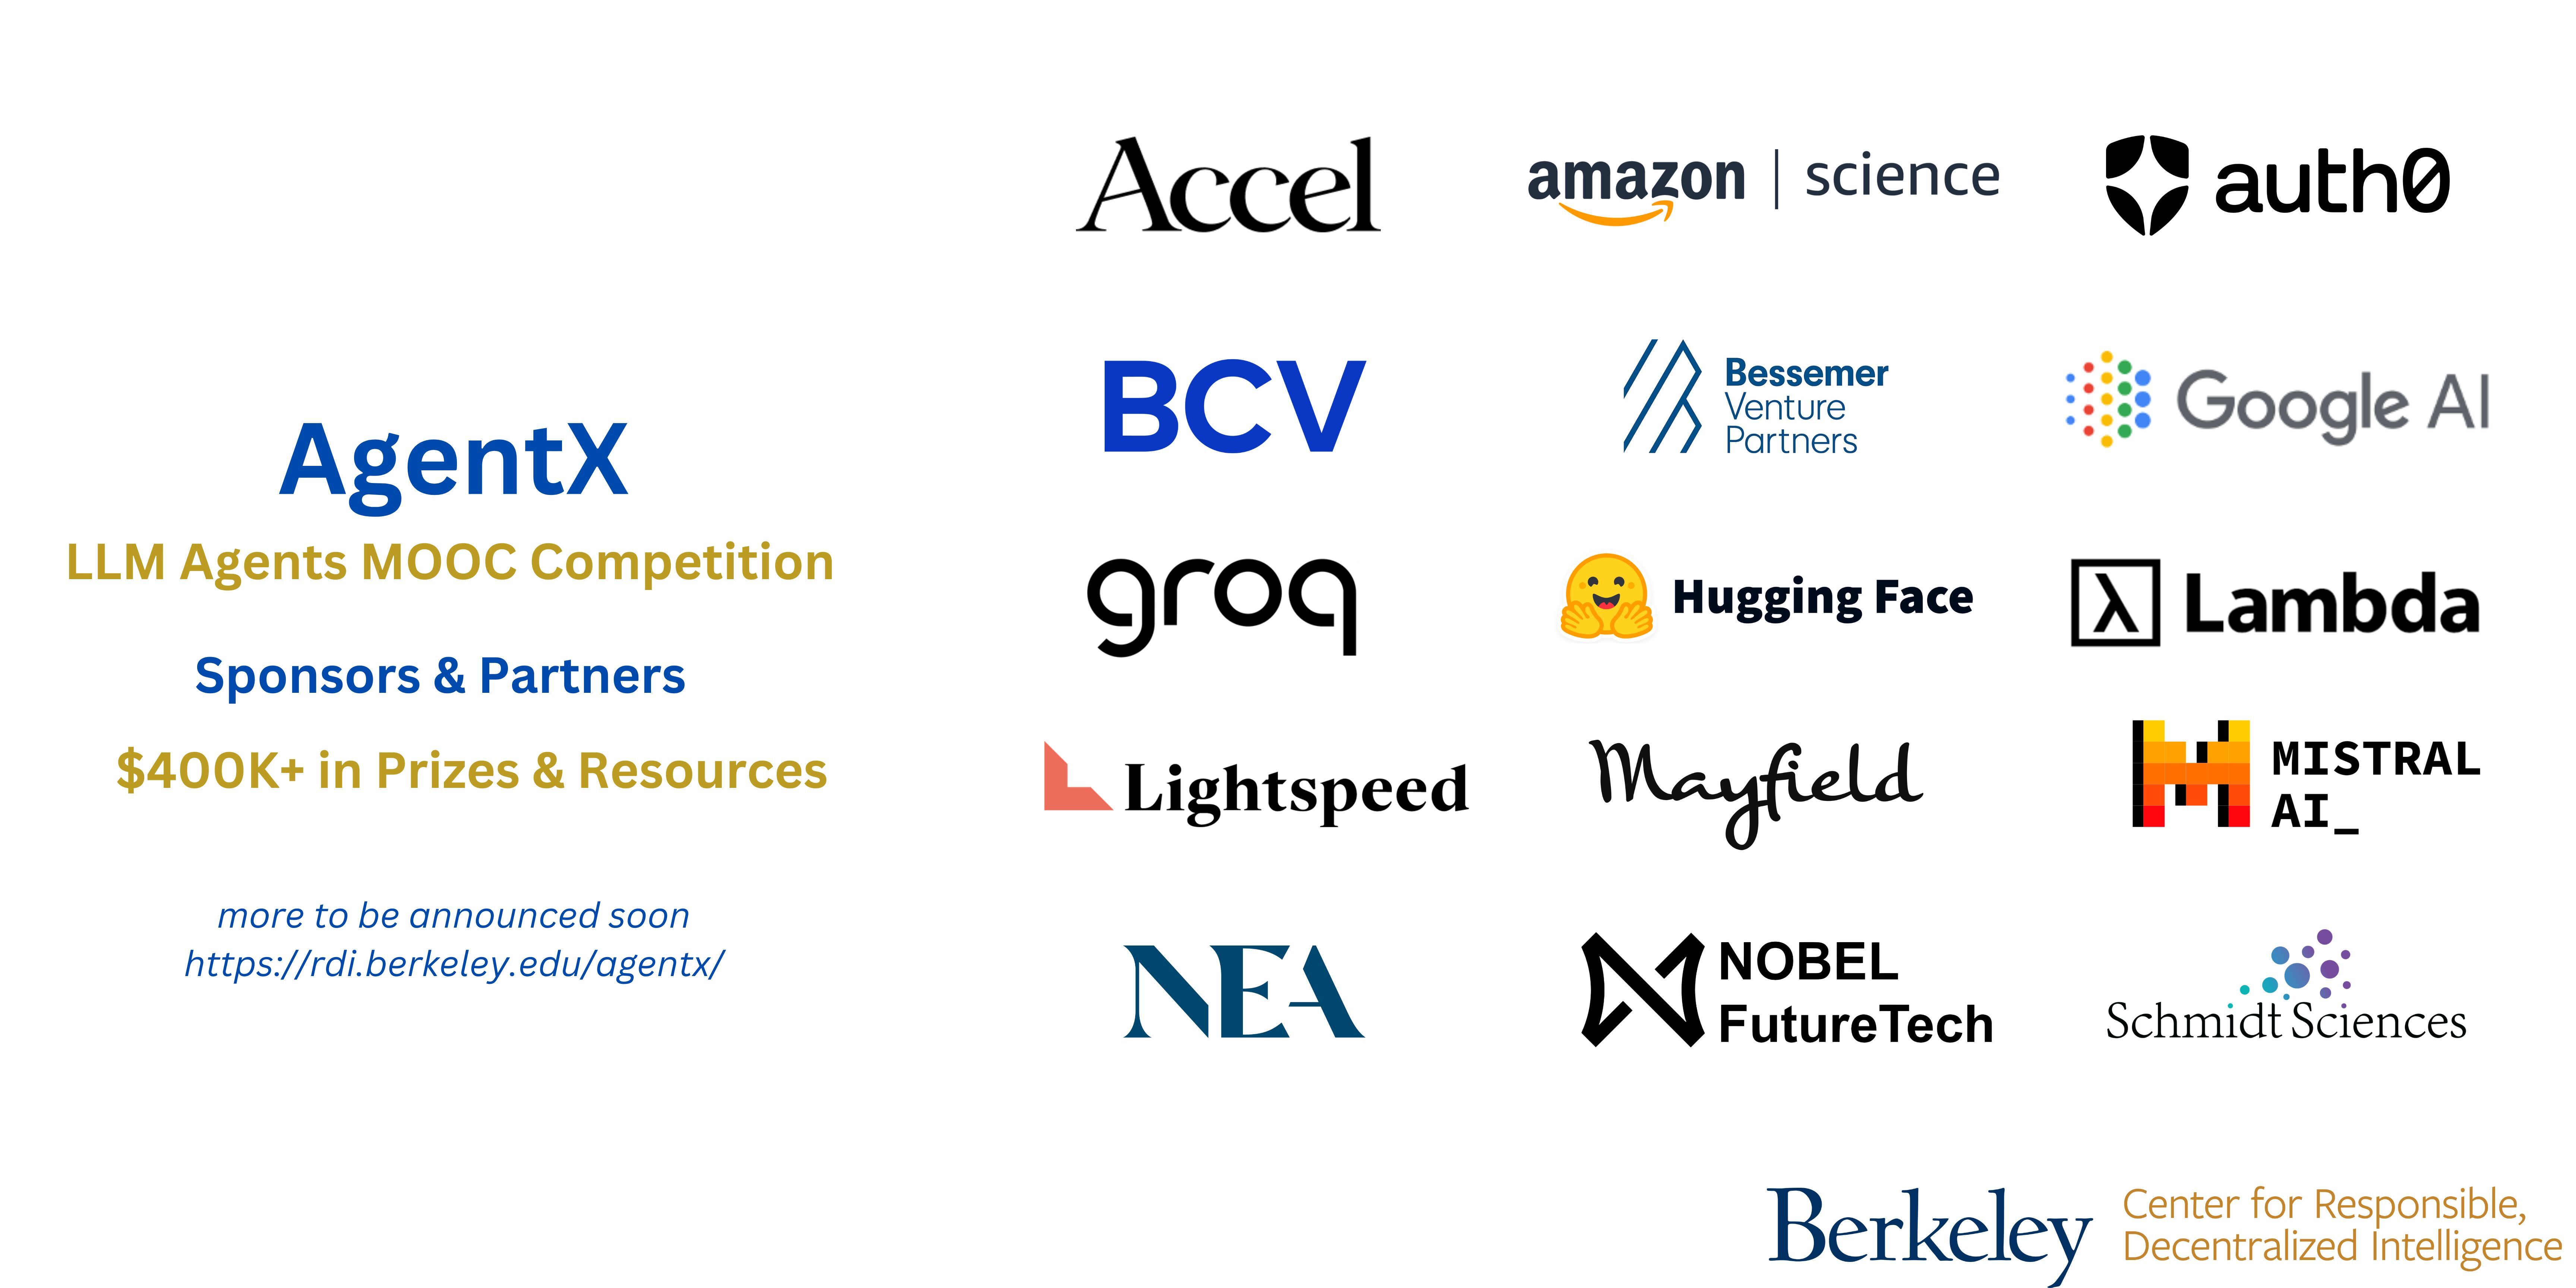 AgentX
LLM Agents MOOC Competition
Sponsors & Partners
$400K+ in Prizes & Resources
more to be announced soon
https://rdi.berkeley.edu/agentx/
Accel
amazon | science
auth0
BCV
Bessemer
Venture
Partners
Google AI
groq
Hugging Face
λ Lambda
Lightspeed
Mayfield
MISTRAL
AI_
NEA
NOBEL
FutureTech
Schmidt Sciences
Berkeley
Center for Responsible,
Decentralized Intelligence